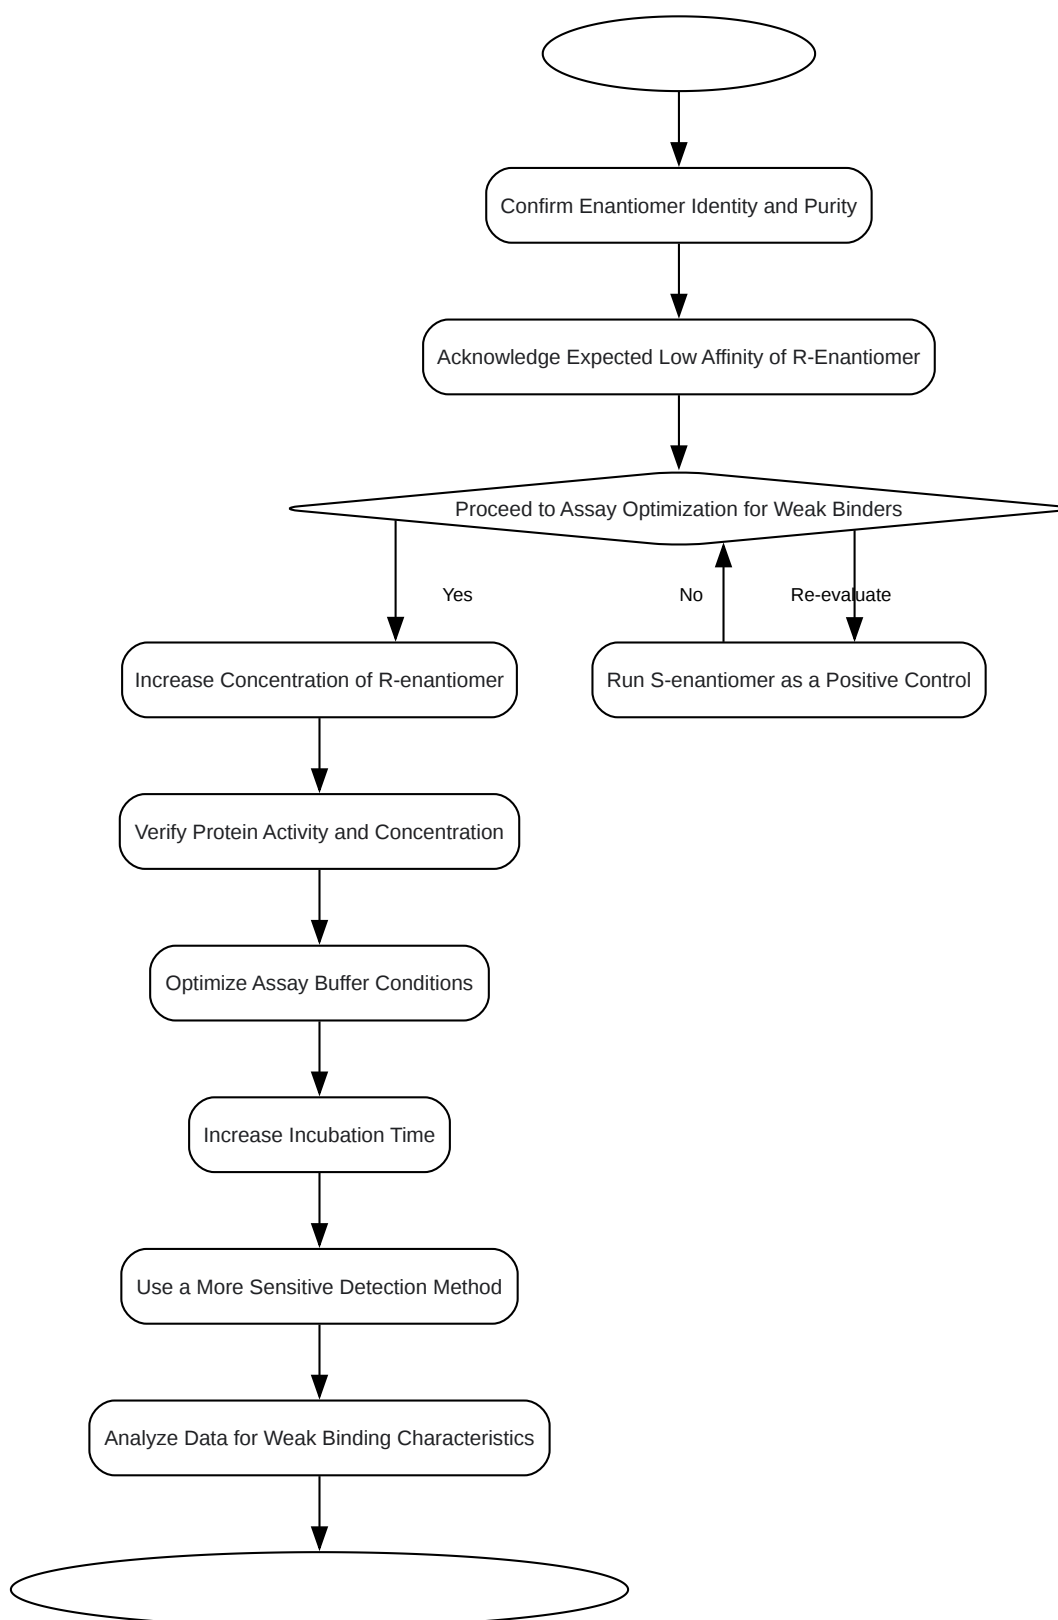 Confirm Enantiomer Identity and Purity
Acknowledge Expected Low Affinity of R-Enantiomer
Proceed to Assay Optimization for Weak Binders
Yes
No
Re-evaluate
Increase Concentration of R-enantiomer
Run S-enantiomer as a Positive Control
Verify Protein Activity and Concentration
Optimize Assay Buffer Conditions
Increase Incubation Time
Use a More Sensitive Detection Method
Analyze Data for Weak Binding Characteristics